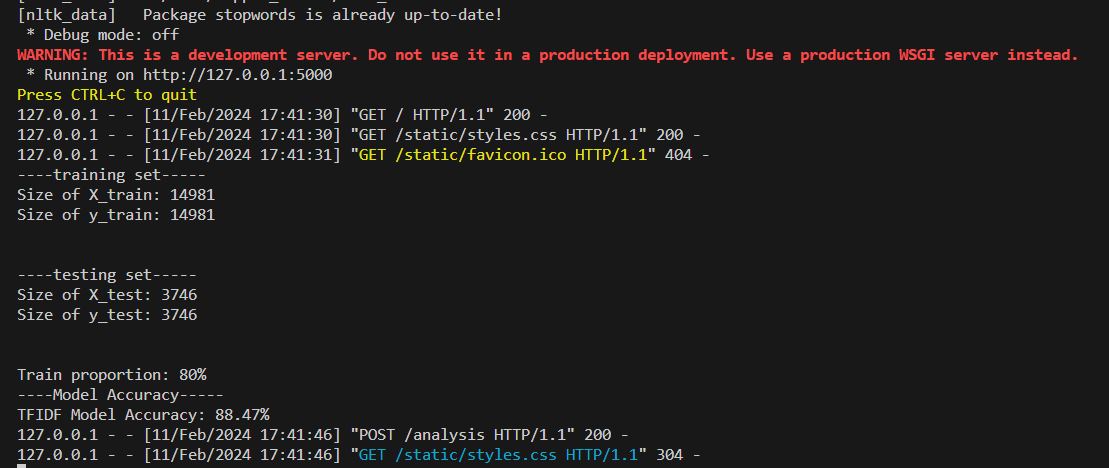 [nltk_data]   Package stopwords is already up-to-date!
 * Debug mode: off
WARNING: This is a development server. Do not use it in a production deployment. Use a production WSGI server instead.
 * Running on http://127.0.0.1:5000
Press CTRL+C to quit
127.0.0.1 - - [11/Feb/2024 17:41:30] "GET / HTTP/1.1" 200 -
127.0.0.1 - - [11/Feb/2024 17:41:30] "GET /static/styles.css HTTP/1.1" 200 -
127.0.0.1 - - [11/Feb/2024 17:41:31] "GET /static/favicon.ico HTTP/1.1" 404 -
----training set-----
Size of X_train: 14981
Size of y_train: 14981
----testing set-----
Size of X_test: 3746
Size of y_test: 3746
Train proportion: 80%
----Model Accuracy-----
TFIDF Model Accuracy: 88.47%
127.0.0.1 - - [11/Feb/2024 17:41:46] "POST /analysis HTTP/1.1" 200 -
127.0.0.1 - - [11/Feb/2024 17:41:46] "GET /static/styles.css HTTP/1.1" 304 -